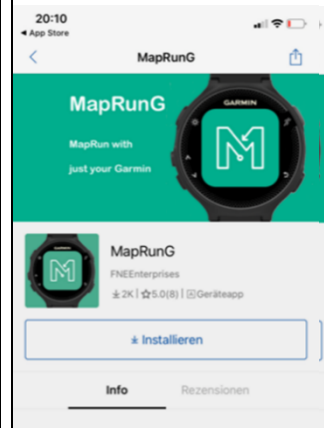 20:10
◀ App Store
MapRunG
MapRunG
MapRun with
just your Garmin
GARMIN
MapRunG
FNEEnterprises
2K | ☆5.0(8) | Geräteapp
Installieren
Info
Rezensionen